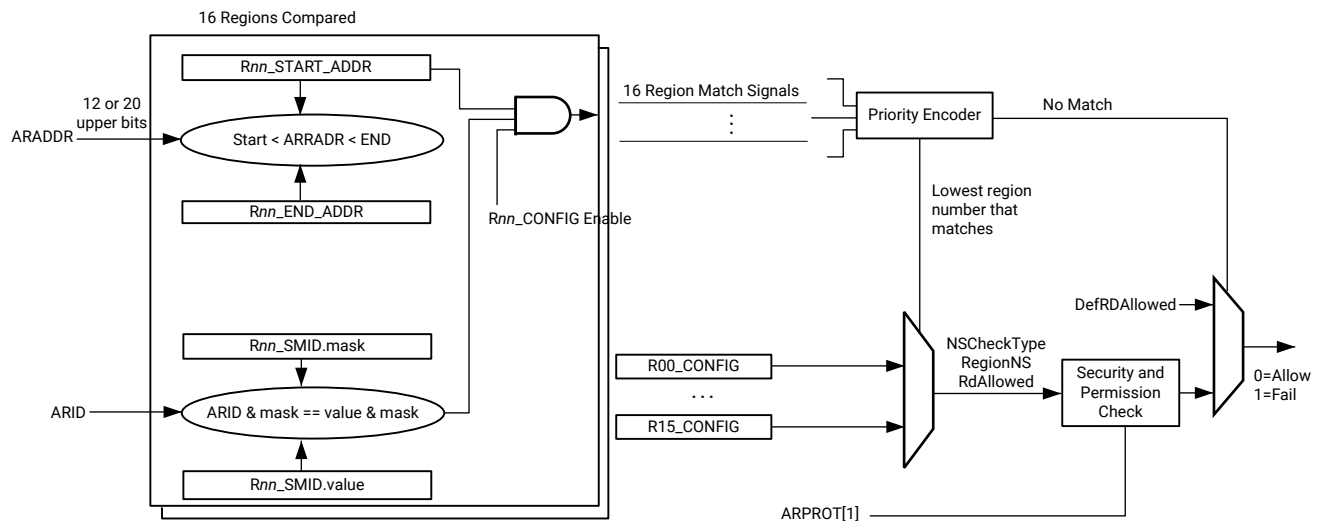 16 Regions Compared
Rnn_START_ADDR
12 or 20
upper bits
ARADDR
Start < ARRADR < END
Rnn_END_ADDR
Rnn_CONFIG Enable
16 Region Match Signals
Priority Encoder
No Match
Lowest region
number that
matches
DefRDAllowed
Rnn_SMID.mask
ARID
ARID & mask == value & mask
Rnn_SMID.value
R00_CONFIG
...
R15_CONFIG
NSCheckType
RegionNS
RdAllowed
Security and
Permission
Check
0=Allow
1=Fail
ARPROT[1]